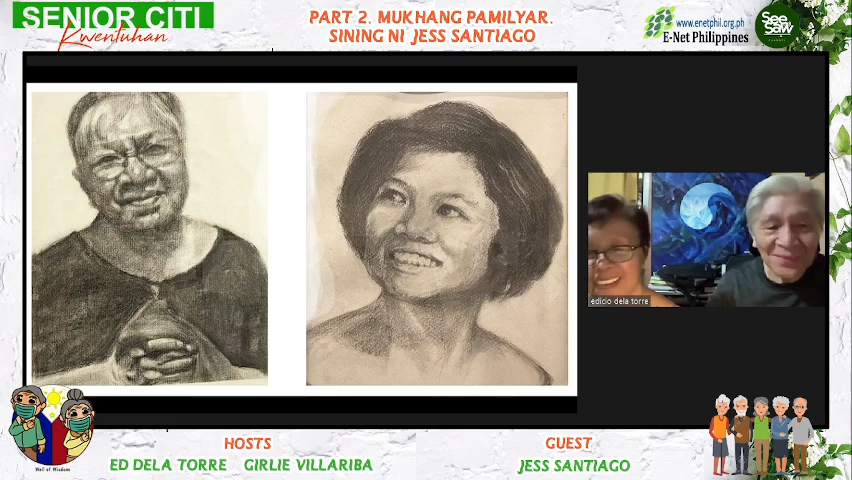 SENIOR CITI
Kwentuhan
PART 2. MUKHANG PAMILYAR.
SINING NI JESS SANTIAGO
www.enetphil.org.ph
E-Net Philippines
See
Saw
edicio dela torre
Well of Wisdom
HOSTS
ED DELA TORRE GIRLIE VILLARIBA
GUEST
JESS SANTIAGO